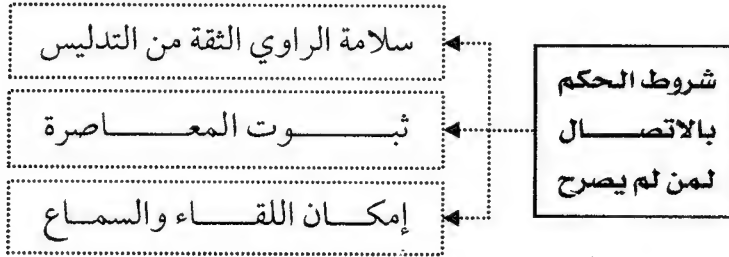 شروط الحكم
بالاتصال
لمن لم يصرح
سلامة الراوي الثقة من التدليس
ثبوت المعاصرة
إمكان اللقاء والسماع